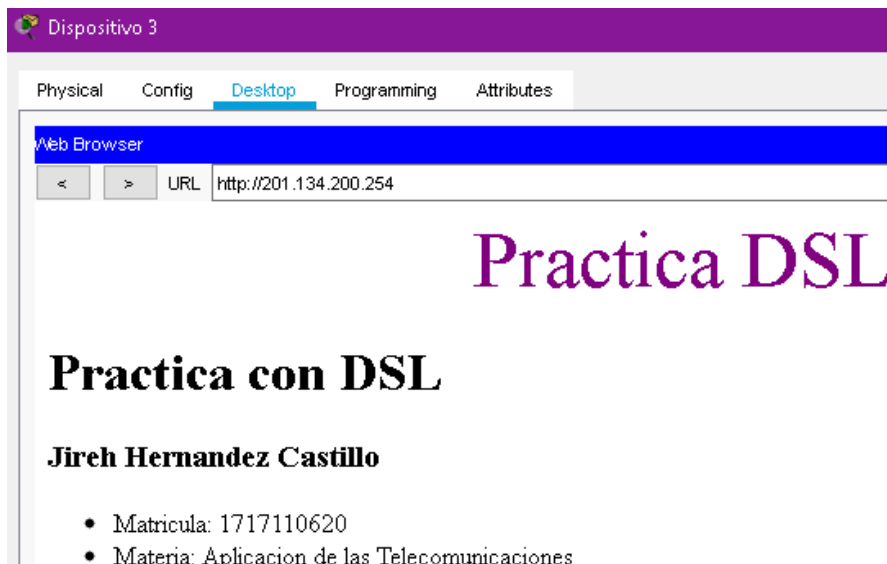 Dispositivo 3
Physical Config Desktop Programming Attributes
Web Browser
< > URL http://201.134.200.254
Practica DSL
Practica con DSL
Jireh Hernandez Castillo
• Matricula: 1717110620
• Materia: Aplicacion de las Telecomunicaciones